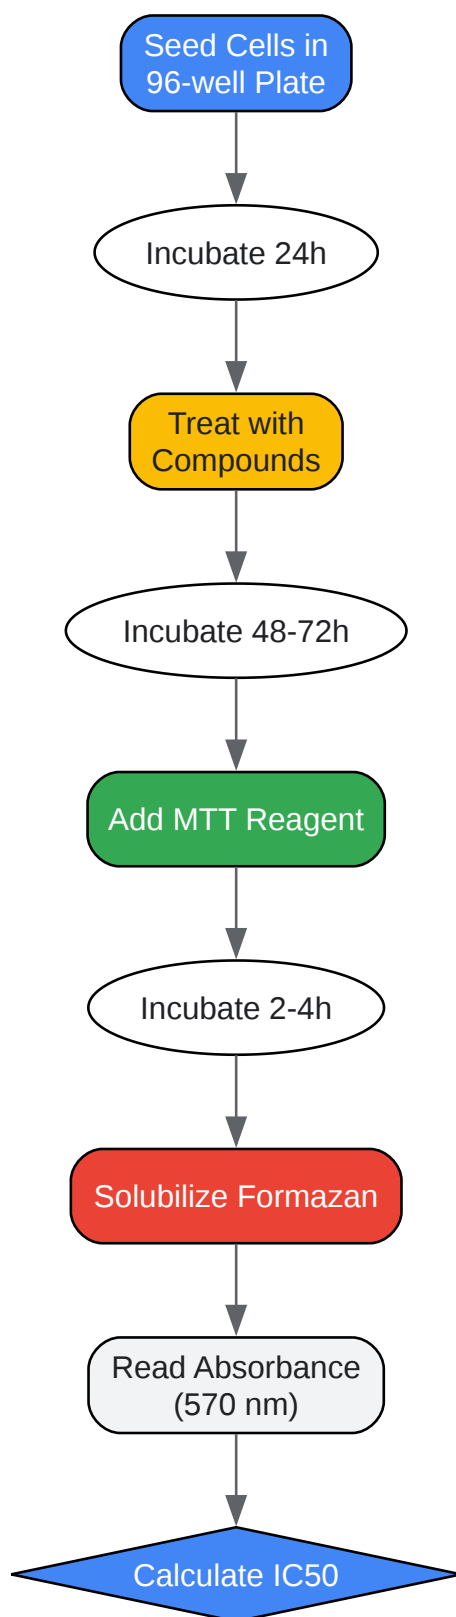 Seed Cells in
96-well Plate
Incubate 24h
Treat with
Compounds
Incubate 48-72h
Add MTT Reagent
Incubate 2-4h
Solubilize Formazan
Read Absorbance
(570 nm)
Calculate IC50